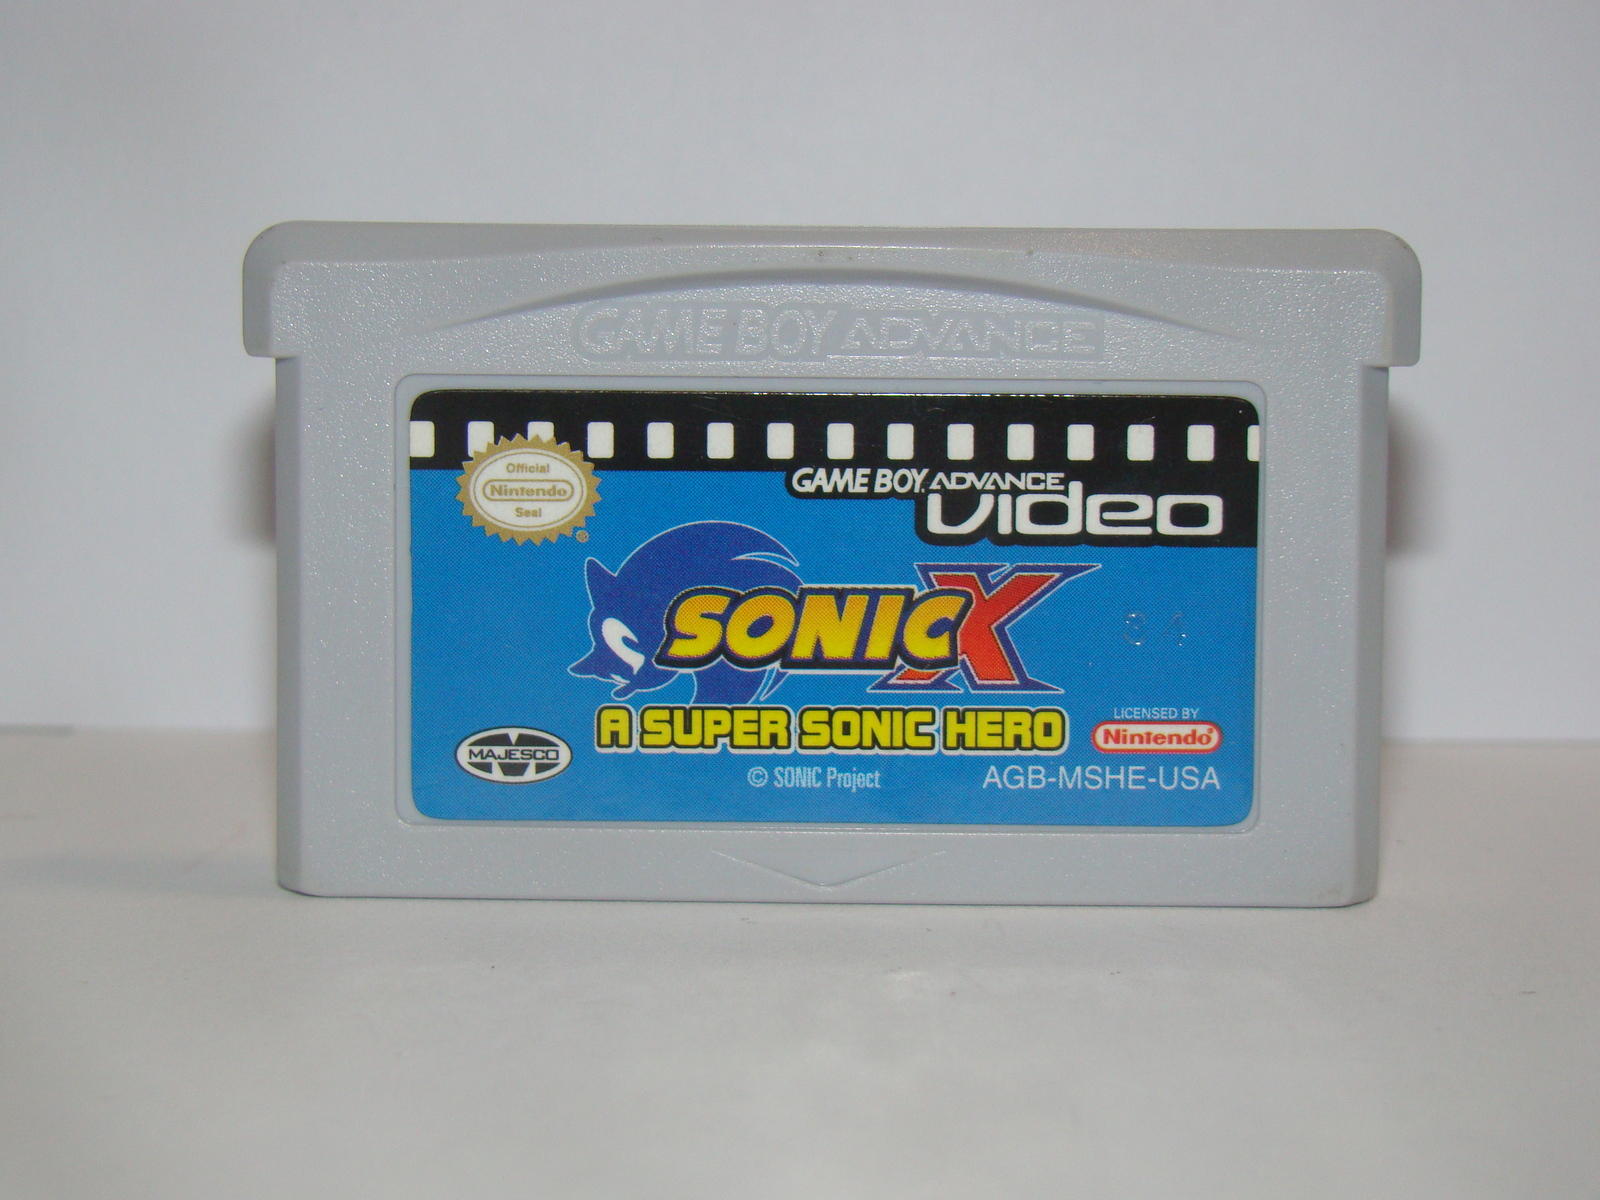 GAME BOY ADVANCE
Official
Nintendo
Seal
®
GAME BOY ADVANCE
video
SONIC X
34
A SUPER SONIC HERO
MAJESCO
LICENSED BY
Nintendo®
© SONIC Project
AGB-MSHE-USA